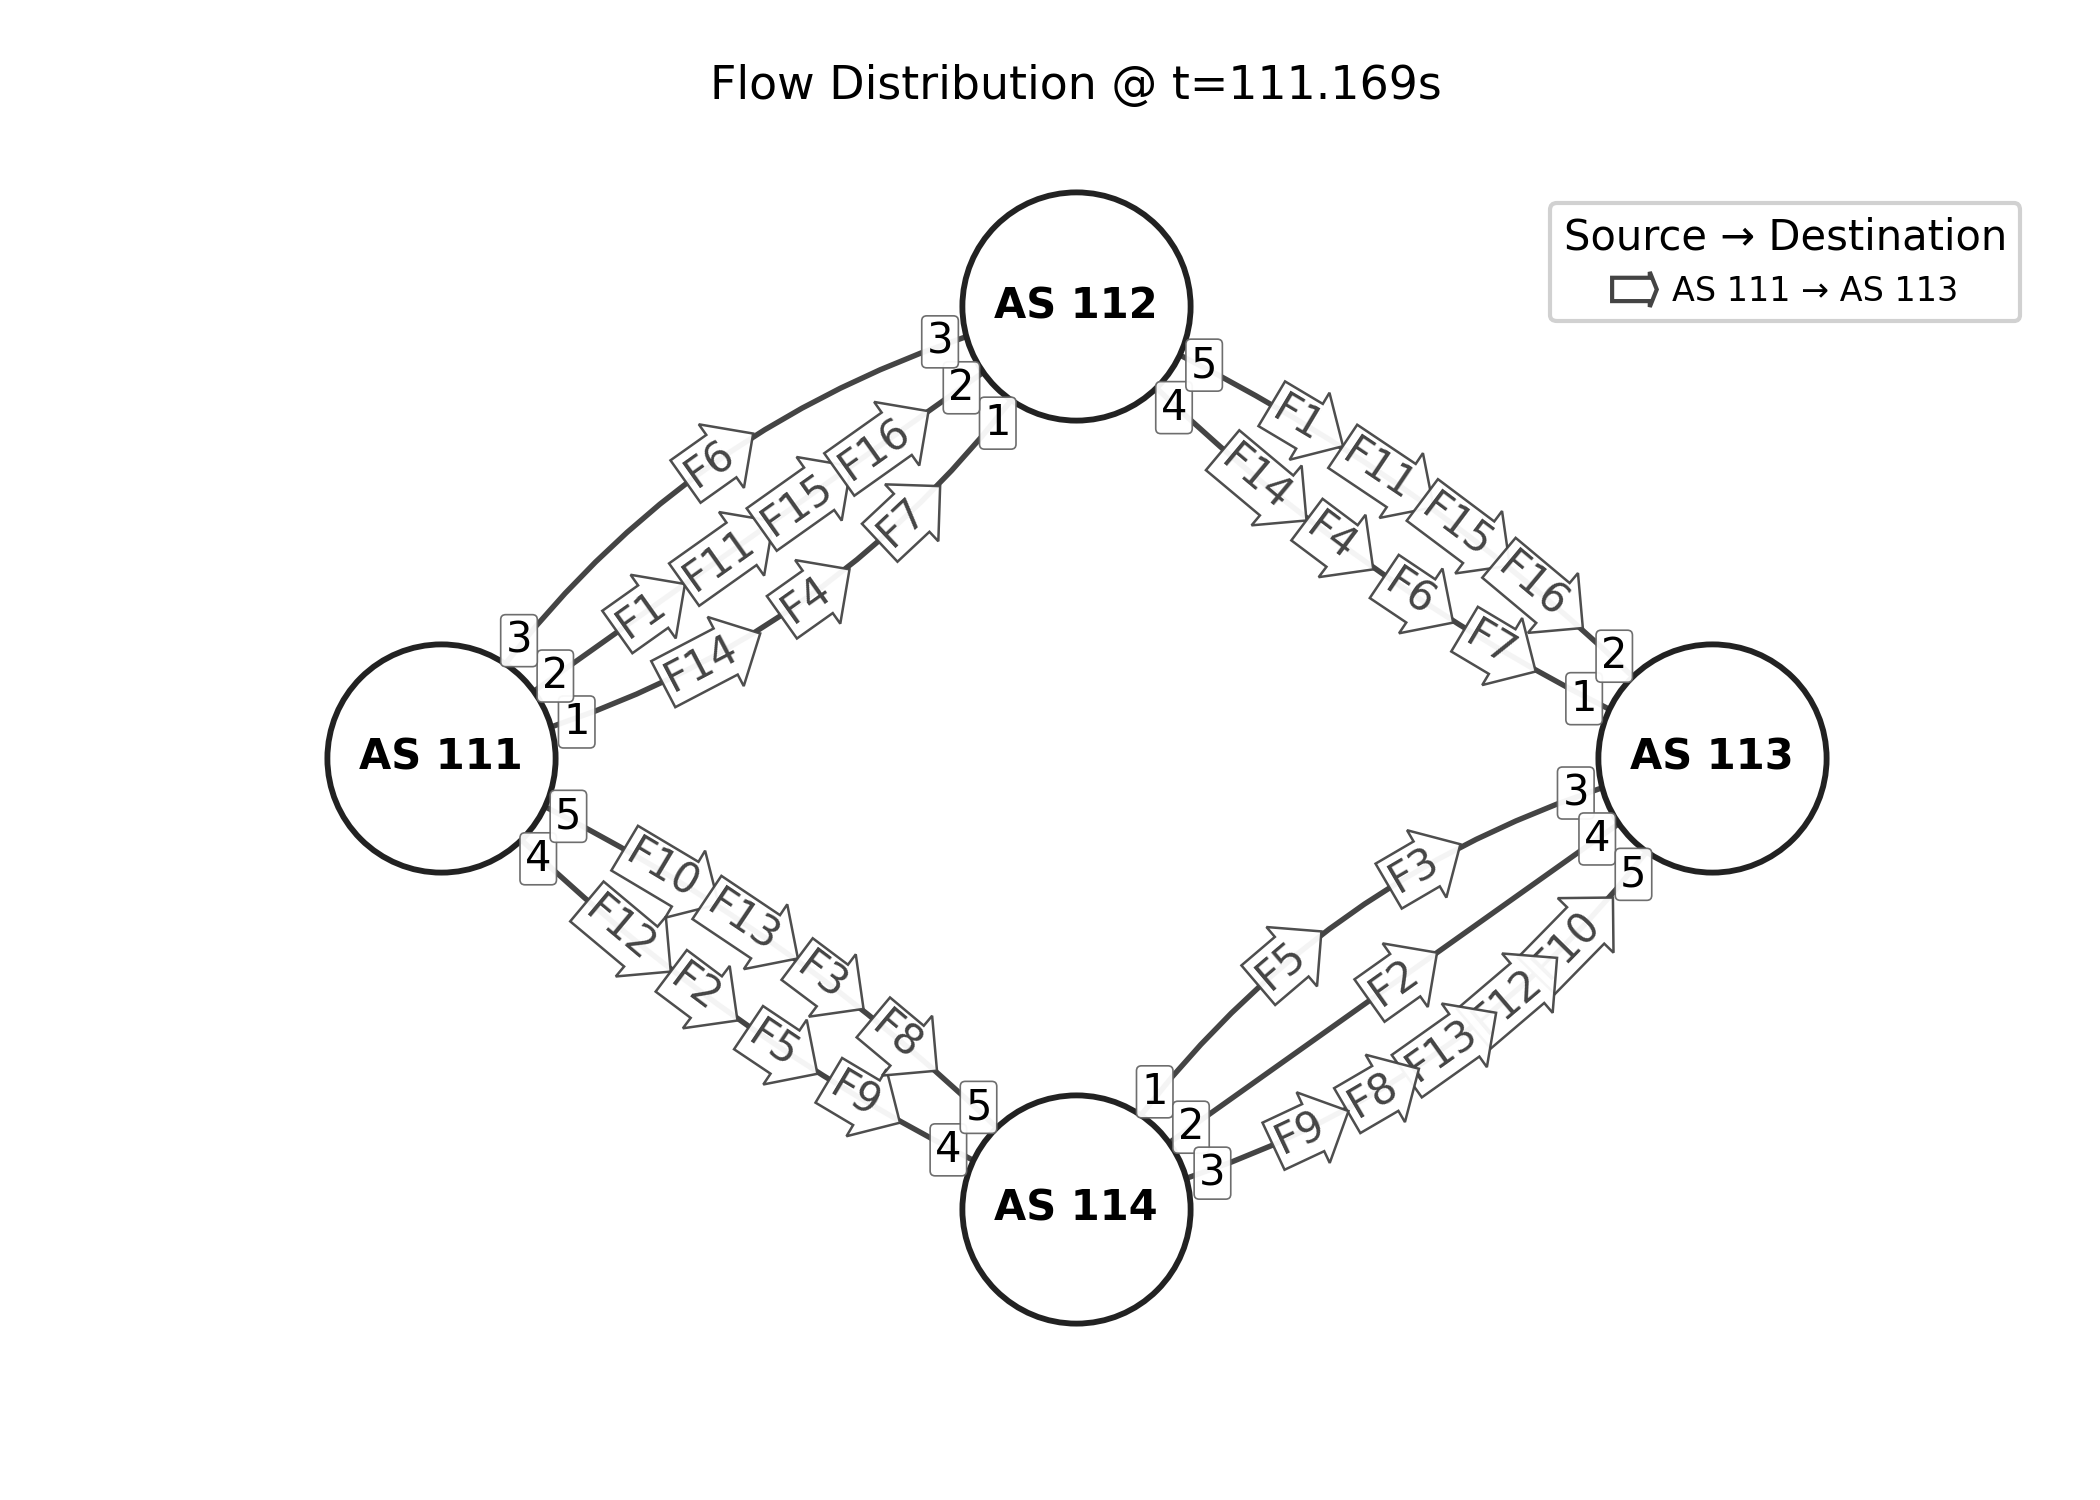 Flow Distribution @ t=111.169s
Source → Destination
AS 111 → AS 113
AS 112
3
2
1
5
4
F6
F1
F11
F15
F16
F14
F4
F7
F1
F11
F15
F16
F14
F4
F6
F7
3
2
1
2
1
AS 111
AS 113
5
4
3
4
5
F10
F13
F3
F8
F12
F2
F5
F9
F3
F5
F2
F10
F12
F13
F8
F9
5
4
1
2
3
AS 114